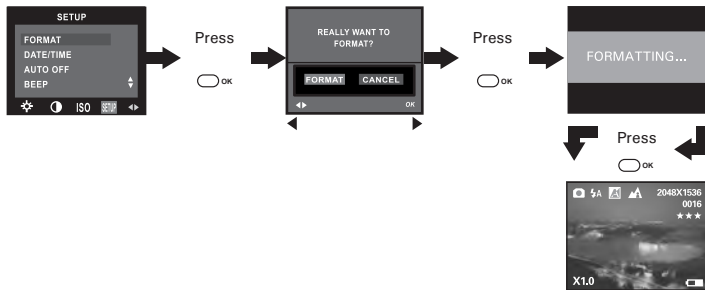 SETUP
FORMAT
DATE/TIME
AUTO OFF
BEEP
ISO SETUP
Press
OK
REALLY WANT TO
FORMAT?
FORMAT CANCEL
OK
Press
OK
FORMATTING...
Press
OK
A 2048X1536
0016
X1.0